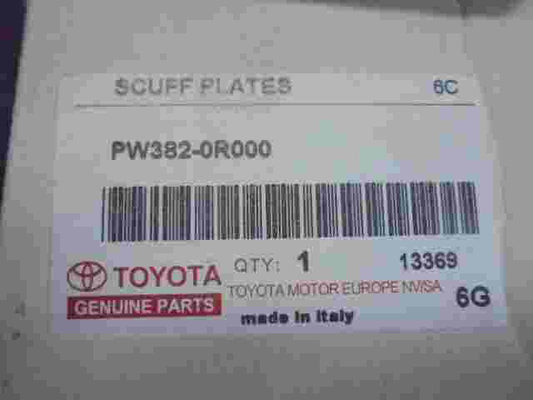 SCUFF PLATES 6C
PW382-0R000
TOYOTA QTY: 1 13369
GENUINE PARTS TOYOTA MOTOR EUROPE NV/SA 6G
made in italy